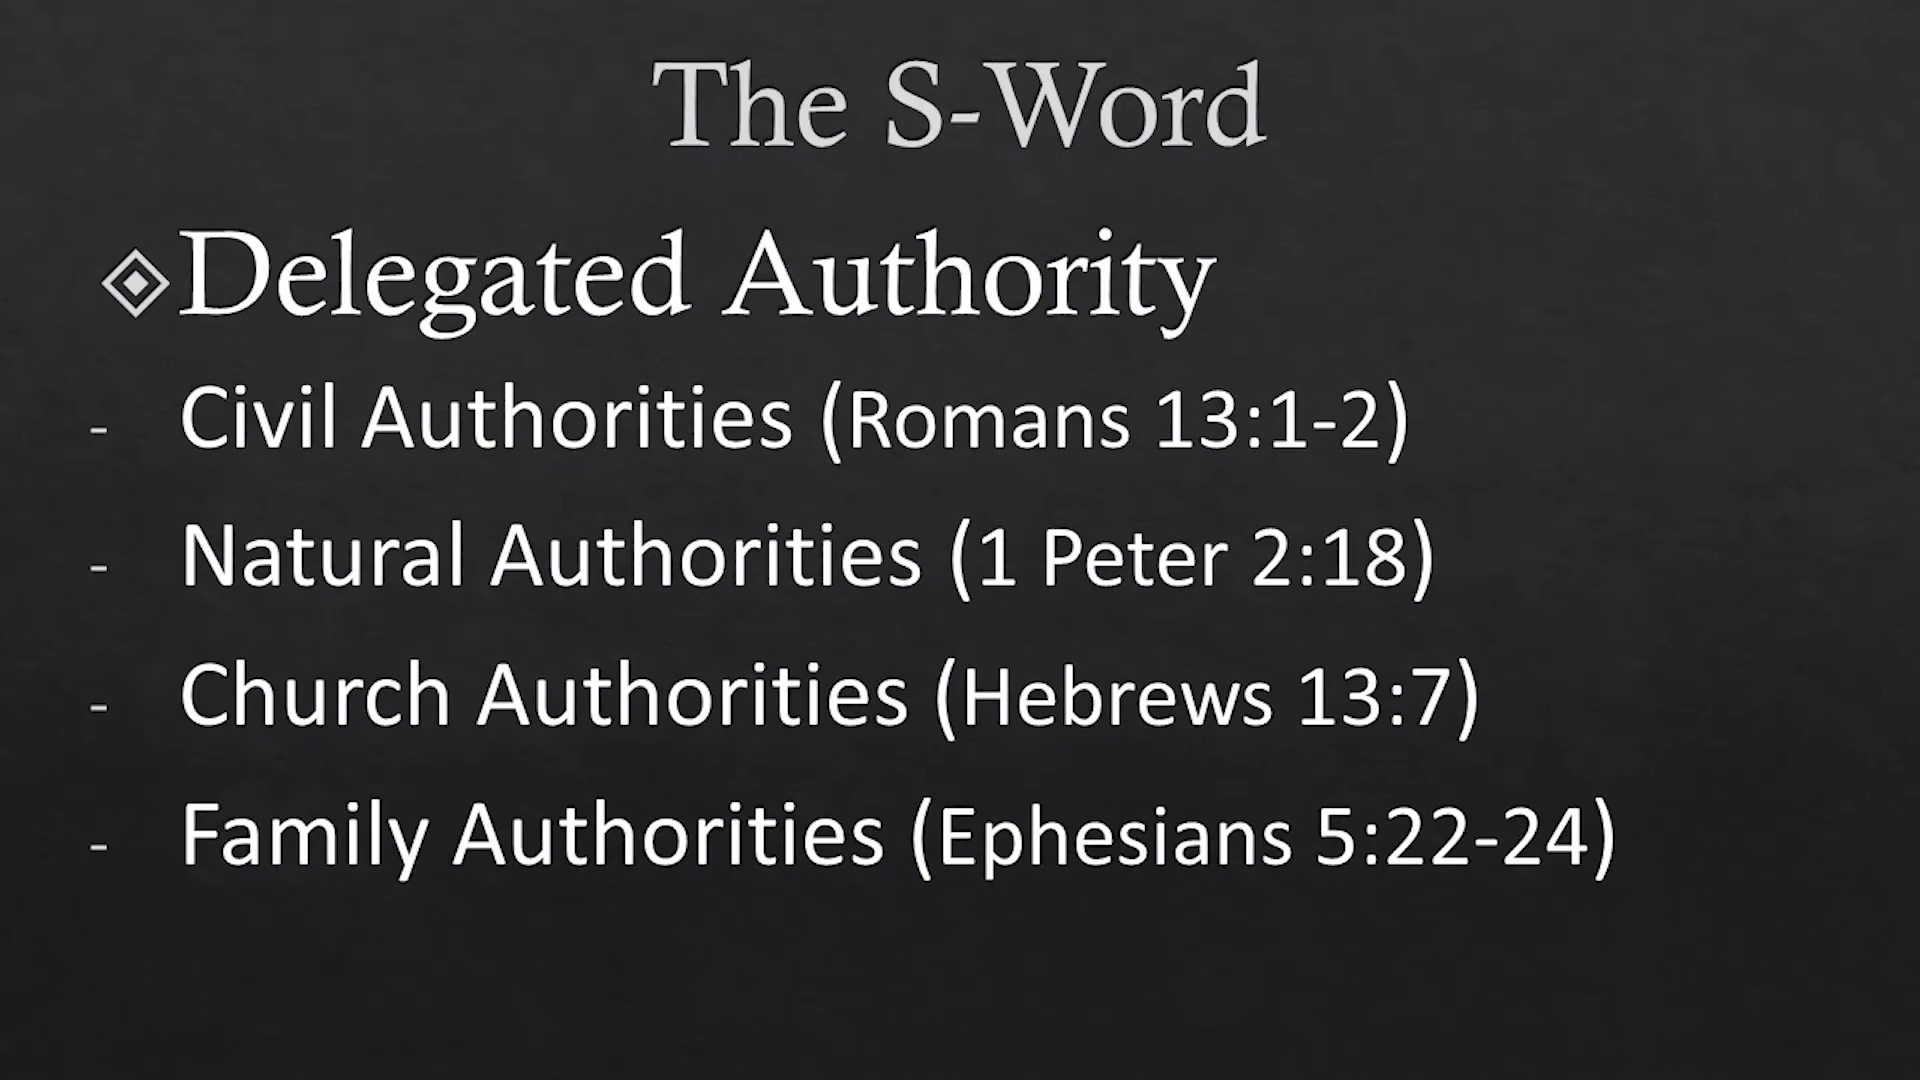 The S-Word
Delegated Authority
- Civil Authorities (Romans 13:1-2)
- Natural Authorities (1 Peter 2:18)
- Church Authorities (Hebrews 13:7)
- Family Authorities (Ephesians 5:22-24)